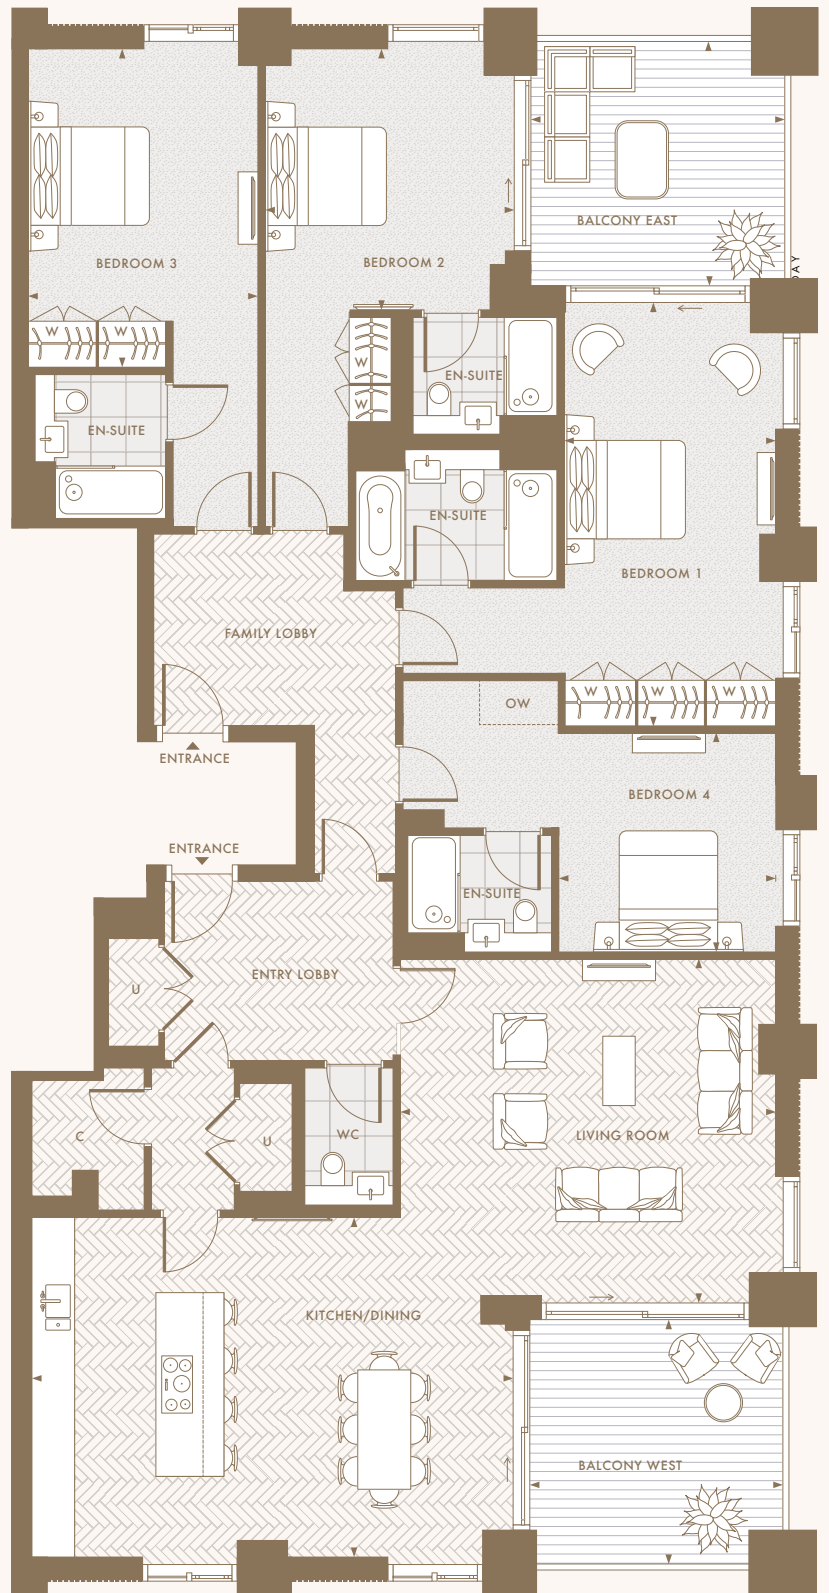 BALCONY EAST
BEDROOM 3
BEDROOM 2
AY
W
W
W
W
EN-SUITE
EN-SUITE
EN-SUITE
BEDROOM 1
FAMILY LOBBY
W
W
W
OW
ENTRANCE
BEDROOM 4
ENTRANCE
EN-SUITE
ENTRY LOBBY
U
C
U
WC
LIVING ROOM
KITCHEN/DINING
BALCONY WEST